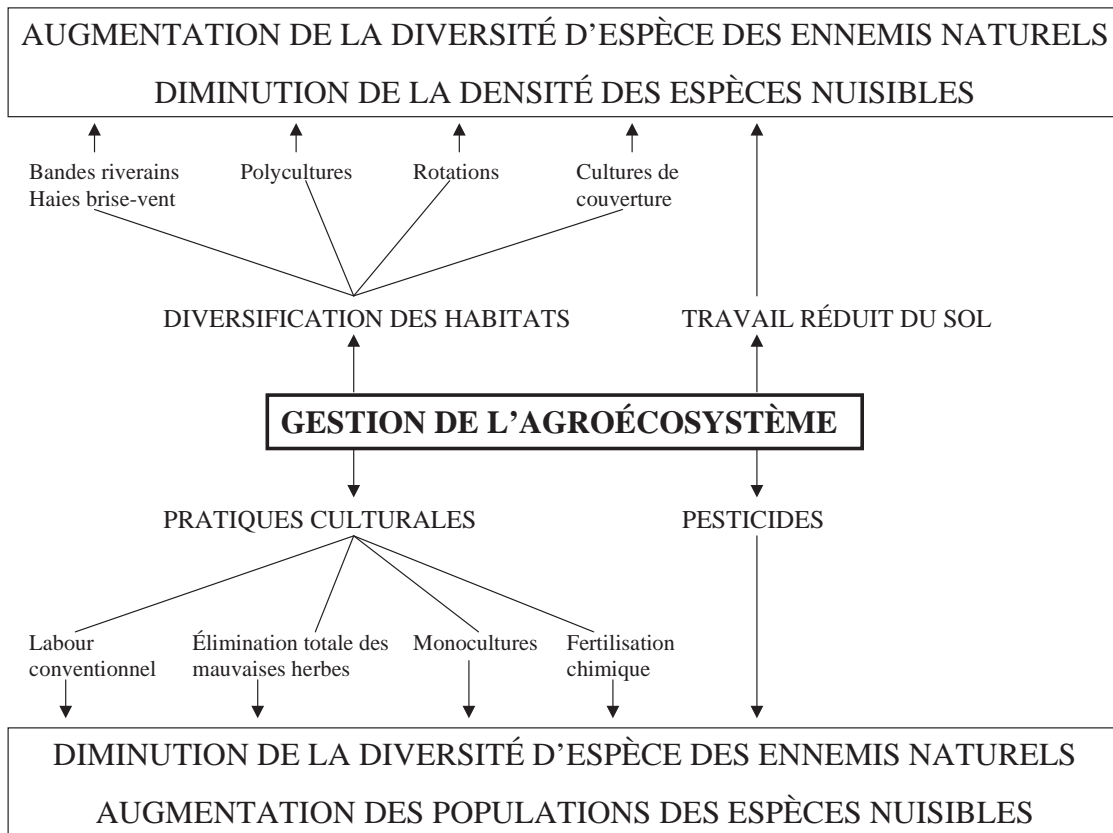 AUGMENTATION DE LA DIVERSITÉ D'ESPÈCE DES ENNEMIS NATURELS
DIMINUTION DE LA DENSITÉ DES ESPÈCES NUISIBLES
Bandes riverains
Haies brise-vent
Polycultures
Rotations
Cultures de
couverture
DIVERSIFICATION DES HABITATS
TRAVAIL RÉDUIT DU SOL
GESTION DE L'AGROÉCOSYSTÈME
PRATIQUES CULTURALES
PESTICIDES
Labour
conventionnel
Élimination totale des
mauvaises herbes
Monocultures
Fertilisation
chimique
DIMINUTION DE LA DIVERSITÉ D'ESPÈCE DES ENNEMIS NATURELS
AUGMENTATION DES POPULATIONS DES ESPÈCES NUISIBLES